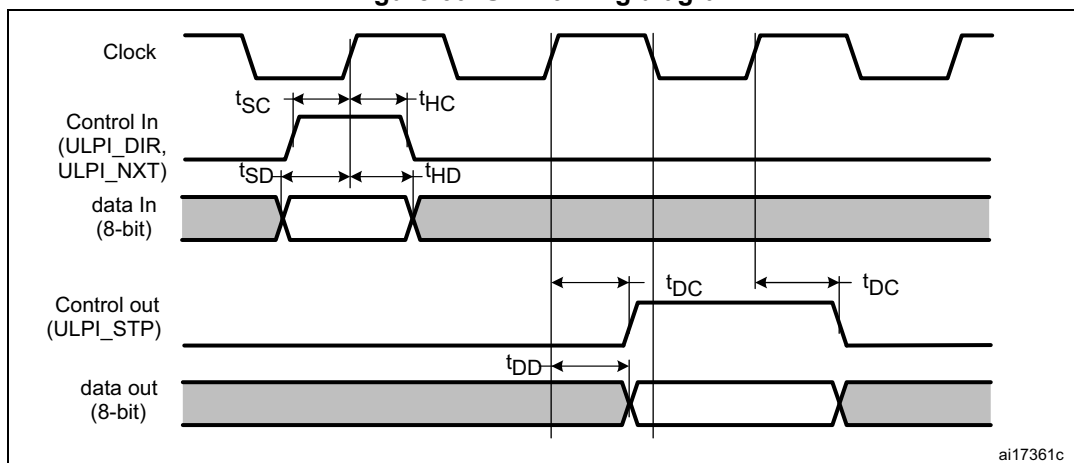 Clock
tSC
tHC
Control In
(ULPI_DIR,
ULPI_NXT)
tSD
tHD
data In
(8-bit)
tDC
tDC
Control out
(ULPI_STP)
tDD
data out
(8-bit)
ai17361c